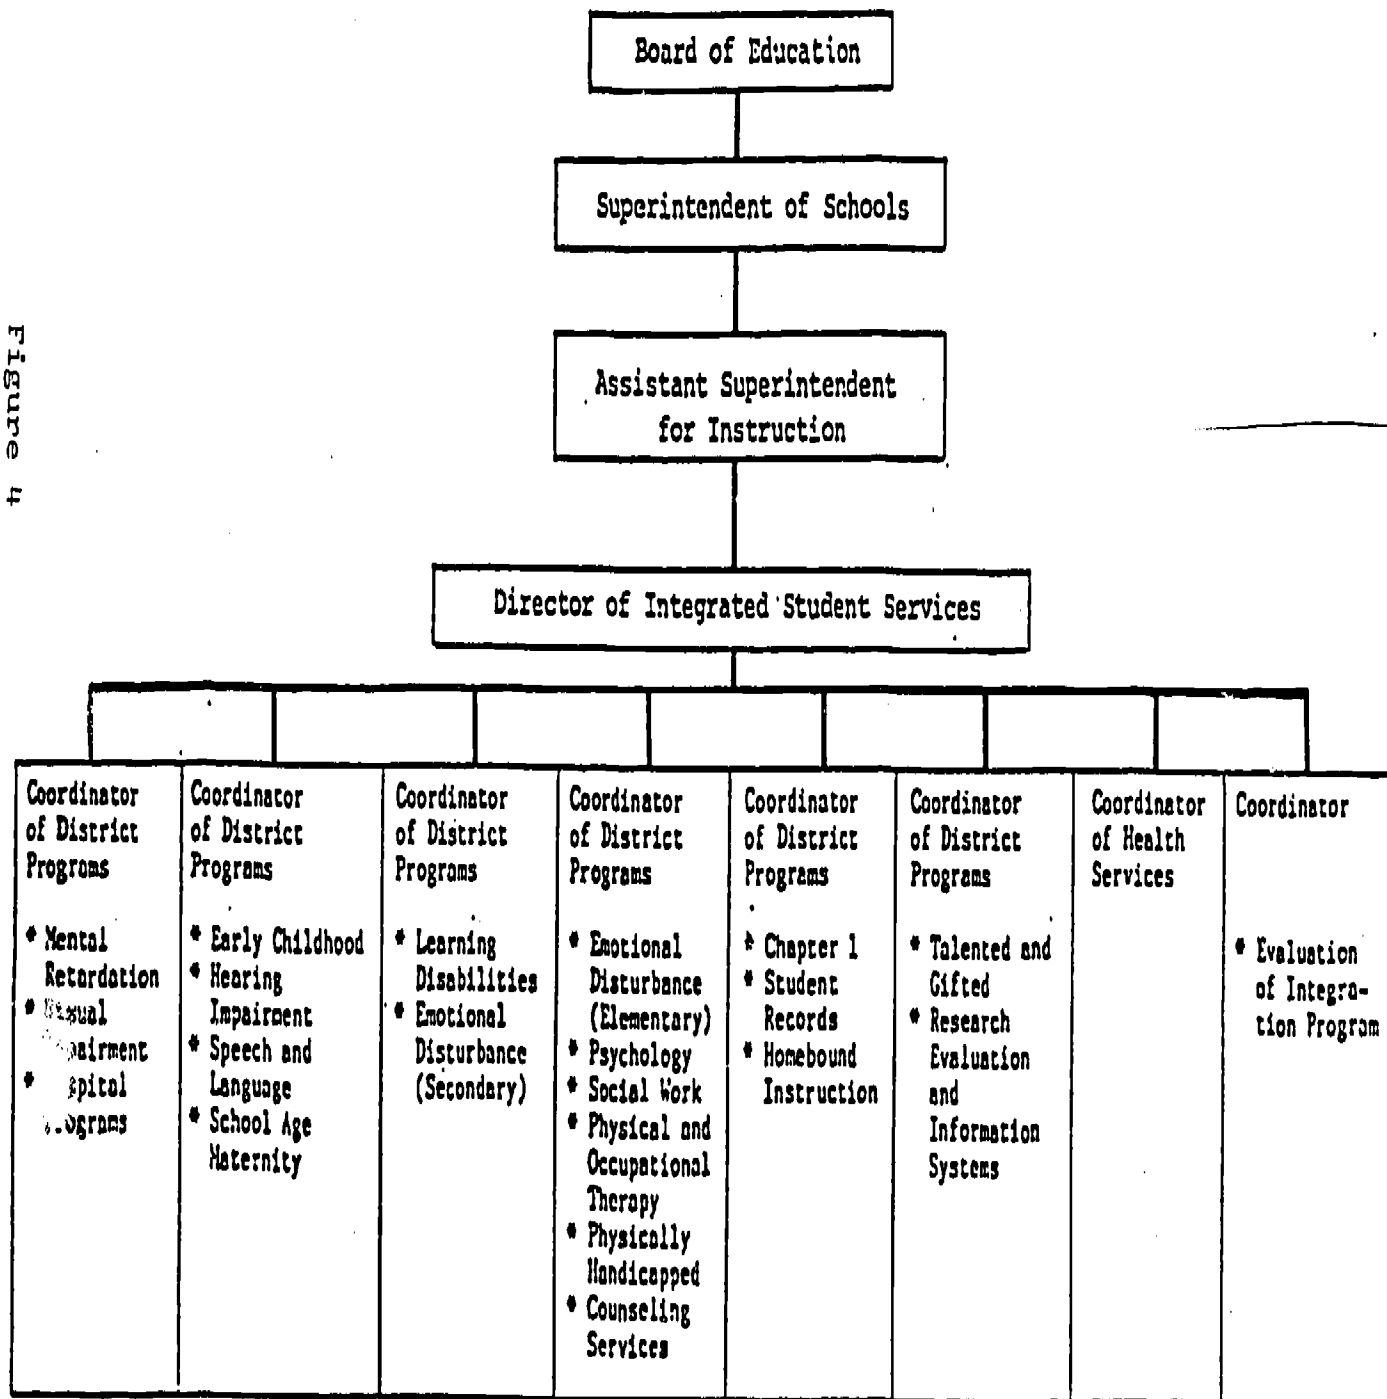 Figure 4
Board of Education
Superintendent of Schools
Assistant Superintendent
for Instruction
Director of Integrated Student Services
Coordinator
of District
Programs
* Mental
Retardation
*
* 
Coordinator
of District
Programs
* Early Childhood
* Hearing
Impairment
* Speech and
Language
* School Age
Maternity
Coordinator
of District
Programs
* Learning
Disabilities
* Emotional
Disturbance
(Secondary)
Coordinator
of District
Programs
* Emotional
Disturbance
(Elementary)
* Psychology
* Social Work
* Physical and
Occupational
Therapy
* Physically
Handicapped
* Counseling
Services
Coordinator
of District
Programs
* Chapter 1
* Student
Records
* Homebound
Instruction
Coordinator
of District
Programs
* Talented and
Gifted
* Research
Evaluation
and
Information
Systems
Coordinator
of Health
Services
Coordinator
* Evaluation
of Integra-
tion Program